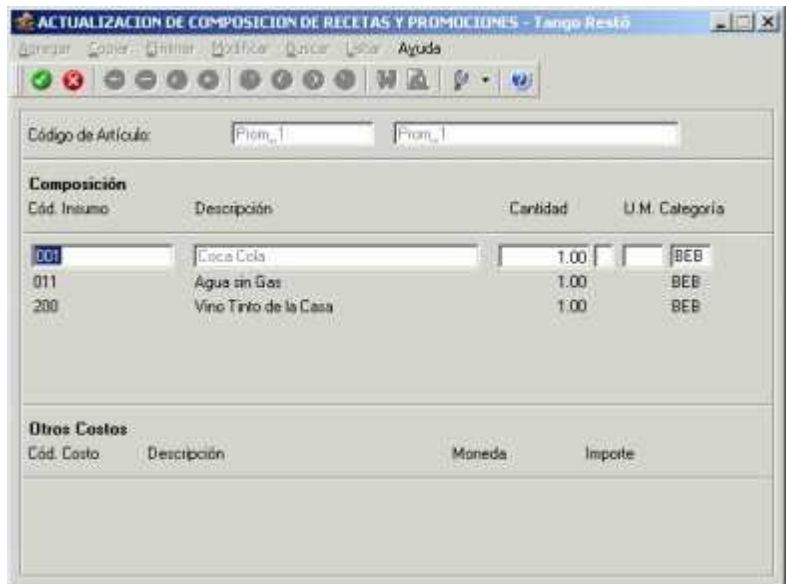 ACTUALIZACION DE COMPOSICION DE RECETAS Y PROMOCIONES - Tango Restô
Agregar Copiar Eliminar Modificar Buscar Listar Ayuda
Código de Artículo: Prom_1 Prom_1
Composición
Cód. Insumo Descripción Cantidad U.M. Categoría
001 Coca Cola 1.00 BEB
011 Agua sin Gas 1.00 BEB
200 Vino Tinto de la Casa 1.00 BEB
Otros Costos
Cód. Costo Descripción Moneda Importe